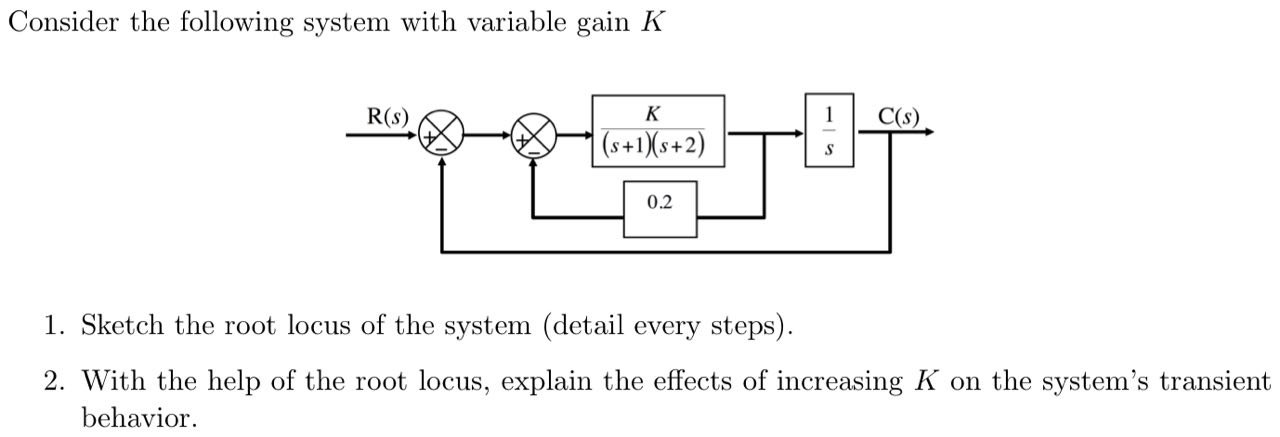 Consider the following system with variable gain K
R(s)
+
−
+
−
K
(s+1)(s+2)
1
s
C(s)
0.2
1. Sketch the root locus of the system (detail every steps).
2. With the help of the root locus, explain the effects of increasing K on the system's transient
behavior.